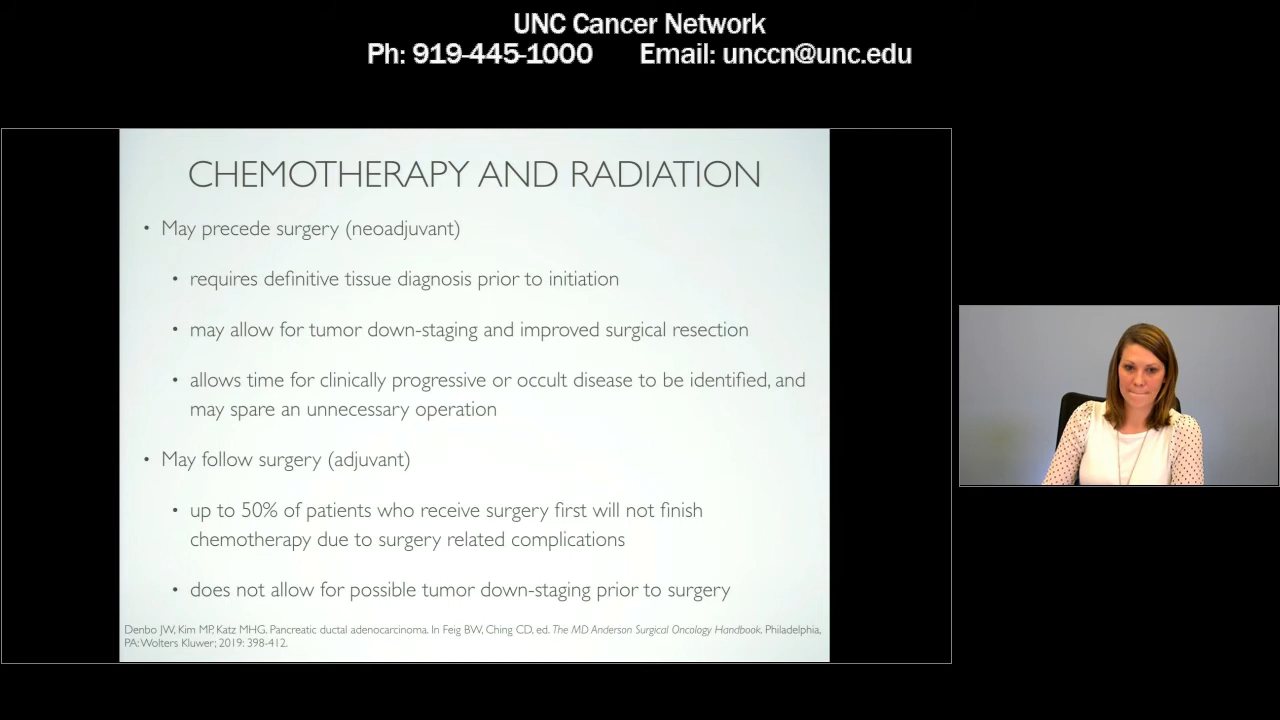 UNC Cancer Network
Ph: 919-445-1000 Email: unccn@unc.edu
CHEMOTHERAPY AND RADIATION
• May precede surgery (neoadjuvant)
• requires definitive tissue diagnosis prior to initiation
• may allow for tumor down-staging and improved surgical resection
• allows time for clinically progressive or occult disease to be identified, and
may spare an unnecessary operation
• May follow surgery (adjuvant)
• up to 50% of patients who receive surgery first will not finish
chemotherapy due to surgery related complications
• does not allow for possible tumor down-staging prior to surgery
Denbo JW, Kim MP, Katz MHG. Pancreatic ductal adenocarcinoma. In Feig BW, Ching CD, ed. The MD Anderson Surgical Oncology Handbook. Philadelphia,
PA: Wolters Kluwer; 2019: 398-412.